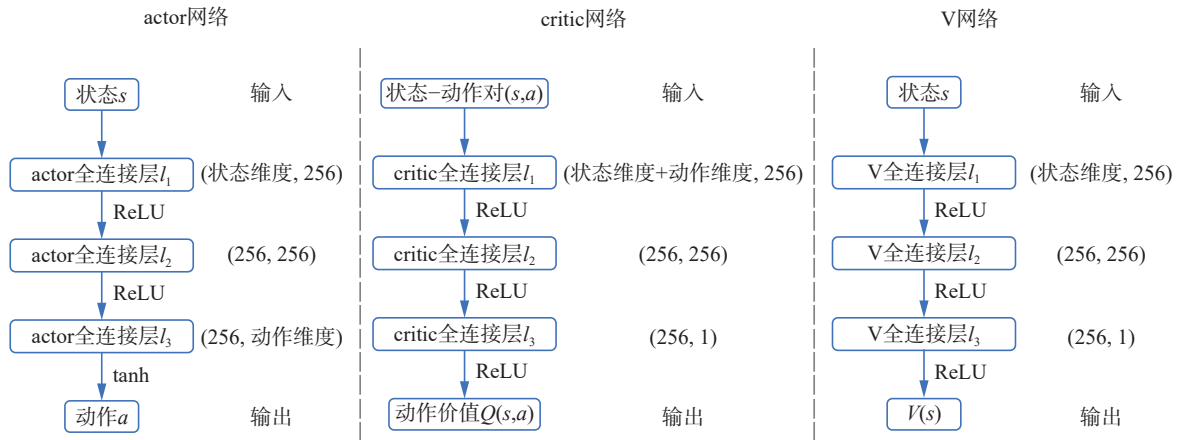 actor网络
状态s 输入
actor全连接层l₁ (状态维度, 256)
ReLU
actor全连接层l₂ (256, 256)
ReLU
actor全连接层l₃ (256, 动作维度)
tanh
动作a 输出
critic网络
状态−动作对(s,a) 输入
critic全连接层l₁ (状态维度+动作维度, 256)
ReLU
critic全连接层l₂ (256, 256)
ReLU
critic全连接层l₃ (256, 1)
ReLU
动作价值Q(s,a) 输出
V网络
状态s 输入
V全连接层l₁ (状态维度, 256)
ReLU
V全连接层l₂ (256, 256)
ReLU
V全连接层l₃ (256, 1)
ReLU
V(s) 输出